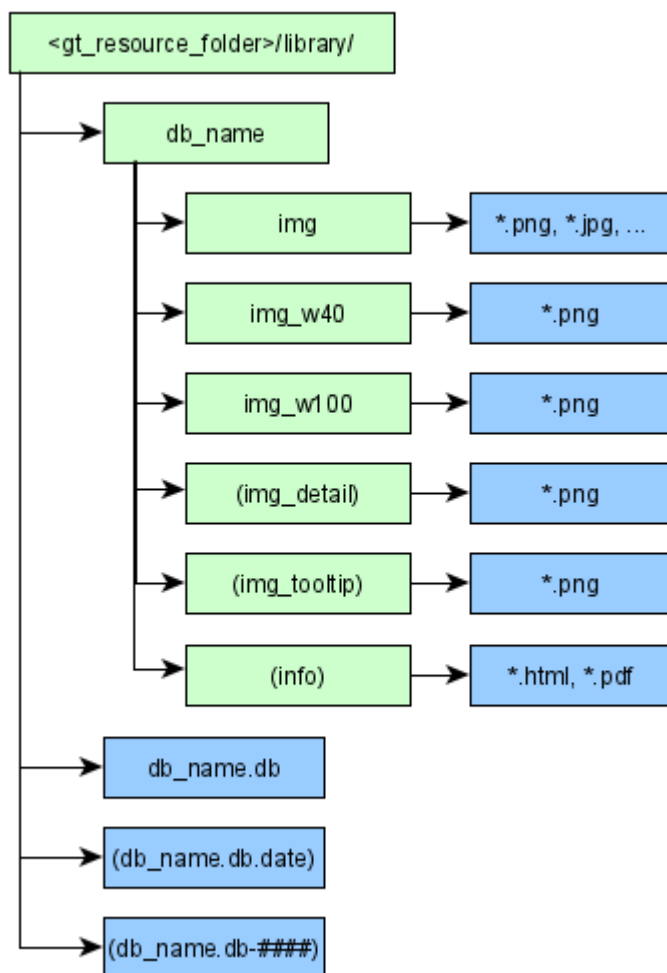 <gt_resource_folder>/library/
db_name
img
*.png, *.jpg, ...
img_w40
*.png
img_w100
*.png
(img_detail)
*.png
(img_tooltip)
*.png
(info)
*.html, *.pdf
db_name.db
(db_name.db.date)
(db_name.db-####)